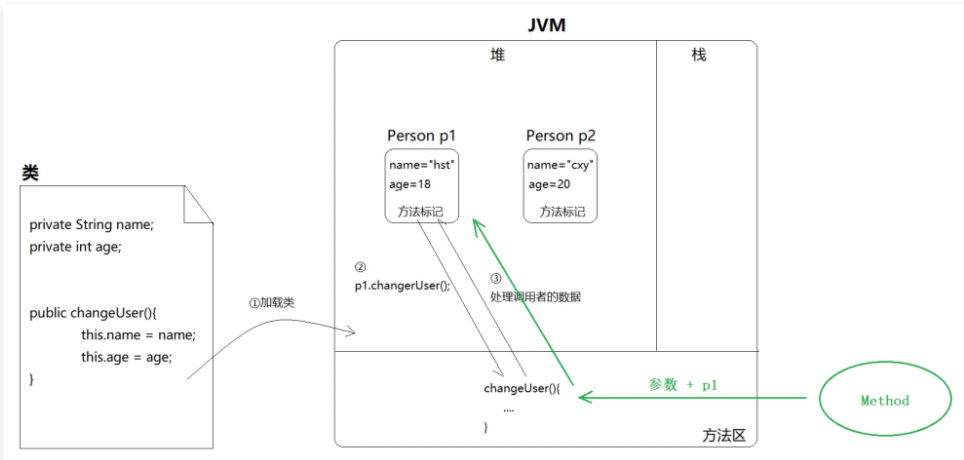 JVM
堆
栈
Person p1
Person p2
name="hst"
age=18
方法标记
name="cxy"
age=20
方法标记
类
private String name;
private int age;
public changeUser(){
this.name = name;
this.age = age;
}
①加载类
②
p1.changerUser();
③
处理调用者的数据
changeUser(){
....
}
方法区
参数 + p1
Method